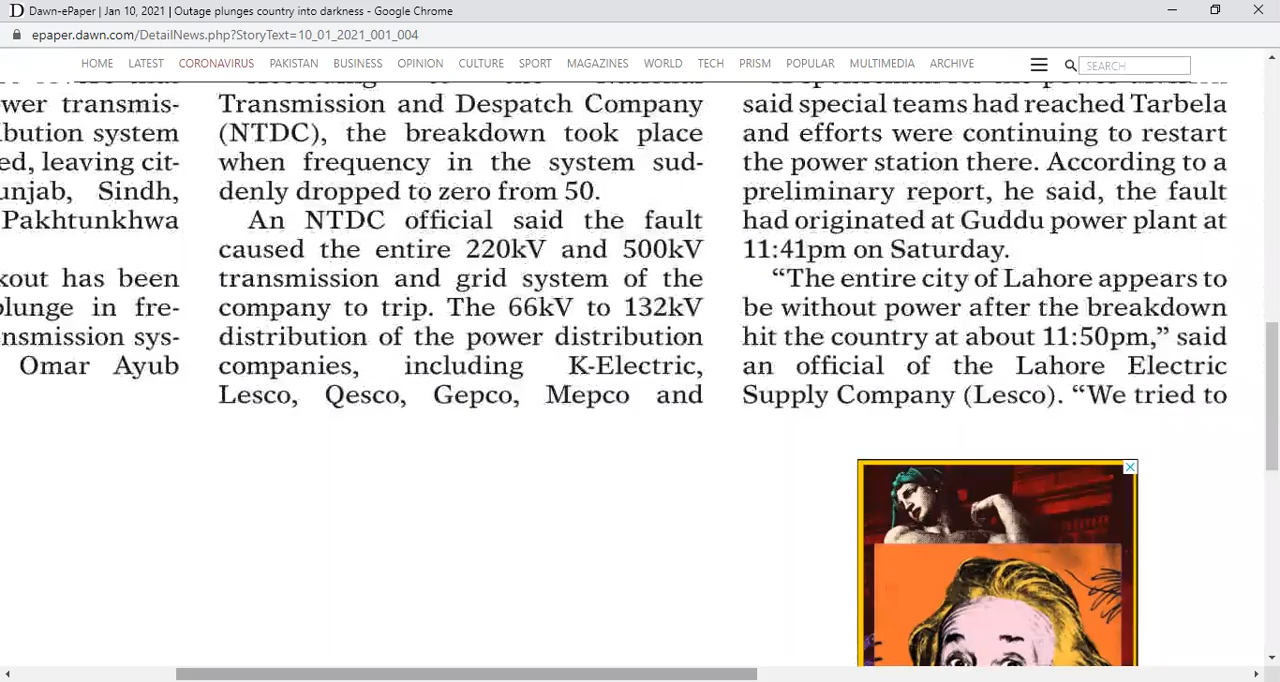 Dawn-ePaper | Jan 10, 2021 | Outage plunges country into darkness - Google Chrome
epaper.dawn.com/DetailNews.php?StoryText=10_01_2021_001_004
HOME LATEST CORONAVIRUS PAKISTAN BUSINESS OPINION CULTURE SPORT MAGAZINES WORLD TECH PRISM POPULAR MULTIMEDIA ARCHIVE SEARCH
ower transmis-
ibution system
ed, leaving cit-
unjab, Sindh,
Pakhtunkhwa
kout has been
plunge in fre-
nsmission sys-
Omar Ayub
Transmission and Despatch Company
(NTDC), the breakdown took place
when frequency in the system sud-
denly dropped to zero from 50.
An NTDC official said the fault
caused the entire 220kV and 500kV
transmission and grid system of the
company to trip. The 66kV to 132kV
distribution of the power distribution
companies, including K-Electric,
Lesco, Qesco, Gepco, Mepco and
said special teams had reached Tarbela
and efforts were continuing to restart
the power station there. According to a
preliminary report, he said, the fault
had originated at Guddu power plant at
11:41pm on Saturday.
“The entire city of Lahore appears to
be without power after the breakdown
hit the country at about 11:50pm,” said
an official of the Lahore Electric
Supply Company (Lesco). “We tried to